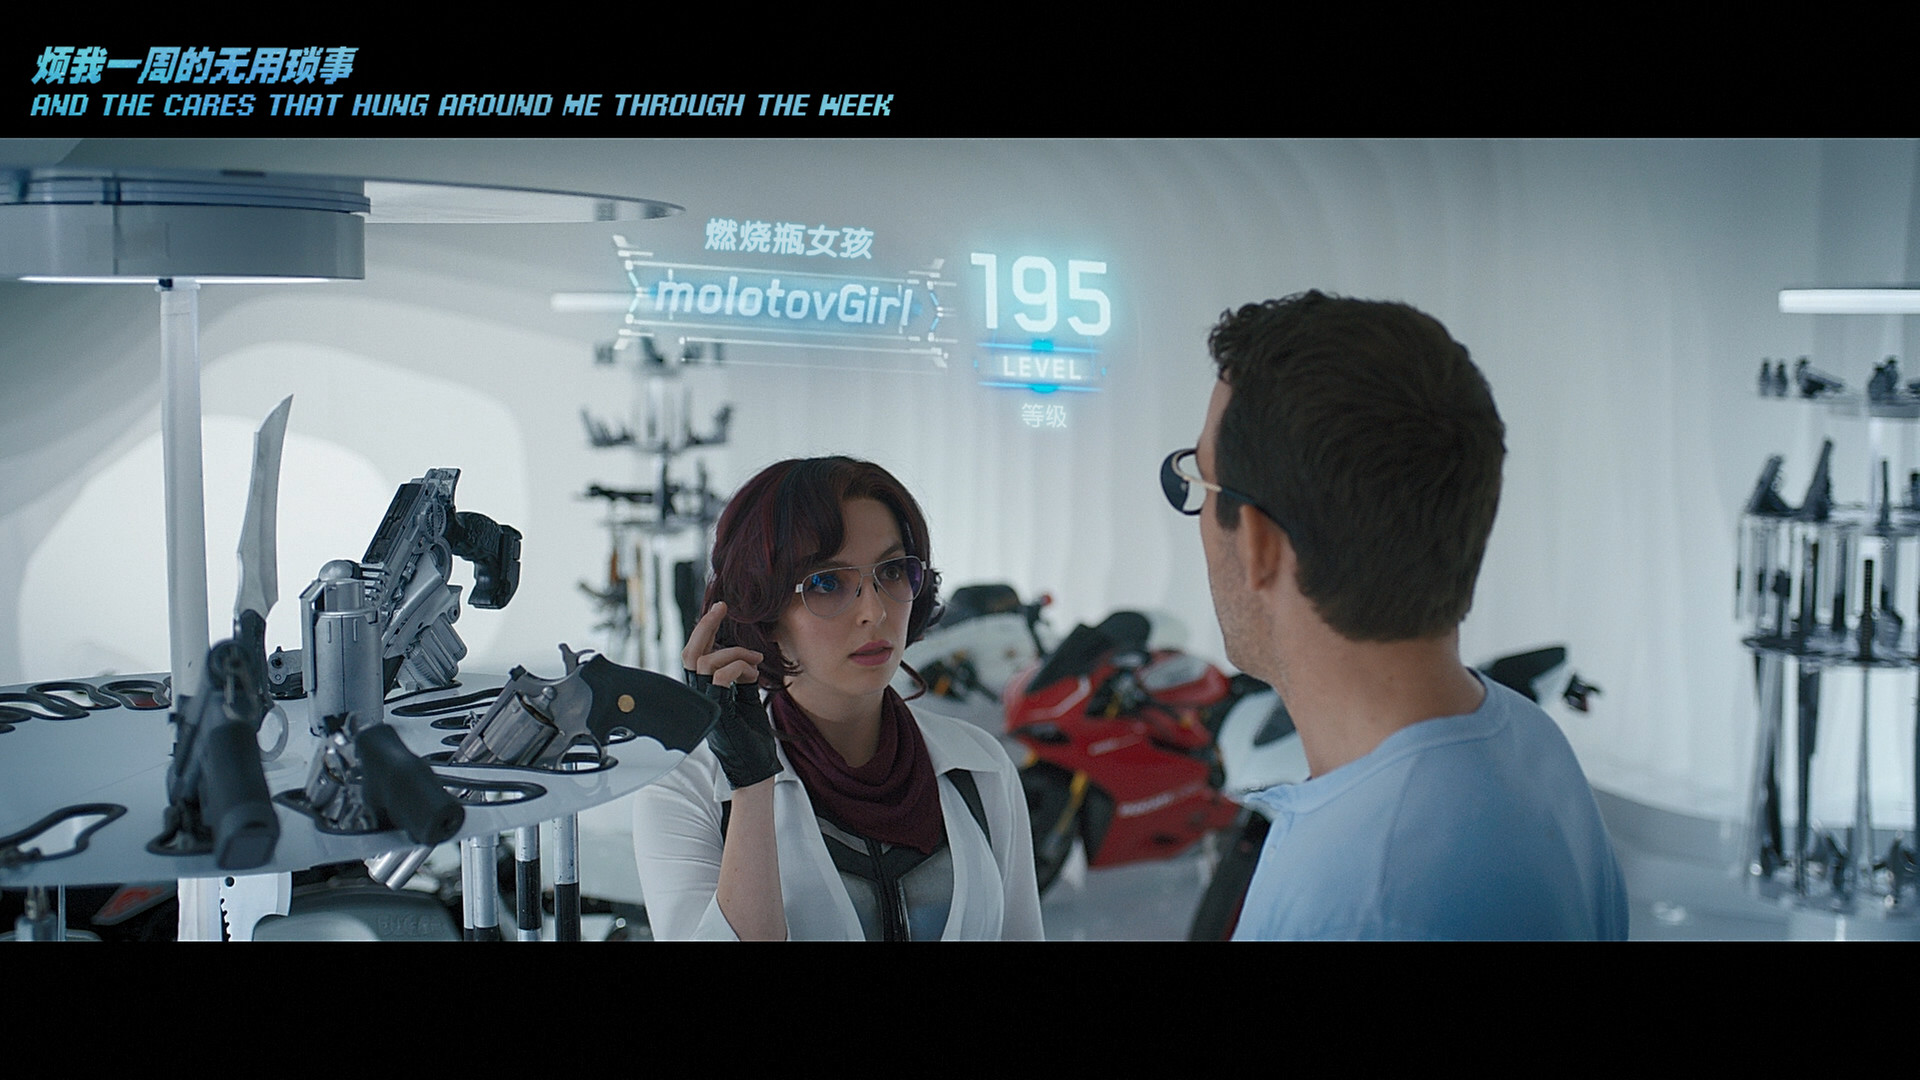 烦我一周的无用琐事
AND THE CARES THAT HUNG AROUND ME THROUGH THE WEEK
燃烧瓶女孩
molotovGirl
195
LEVEL
等级